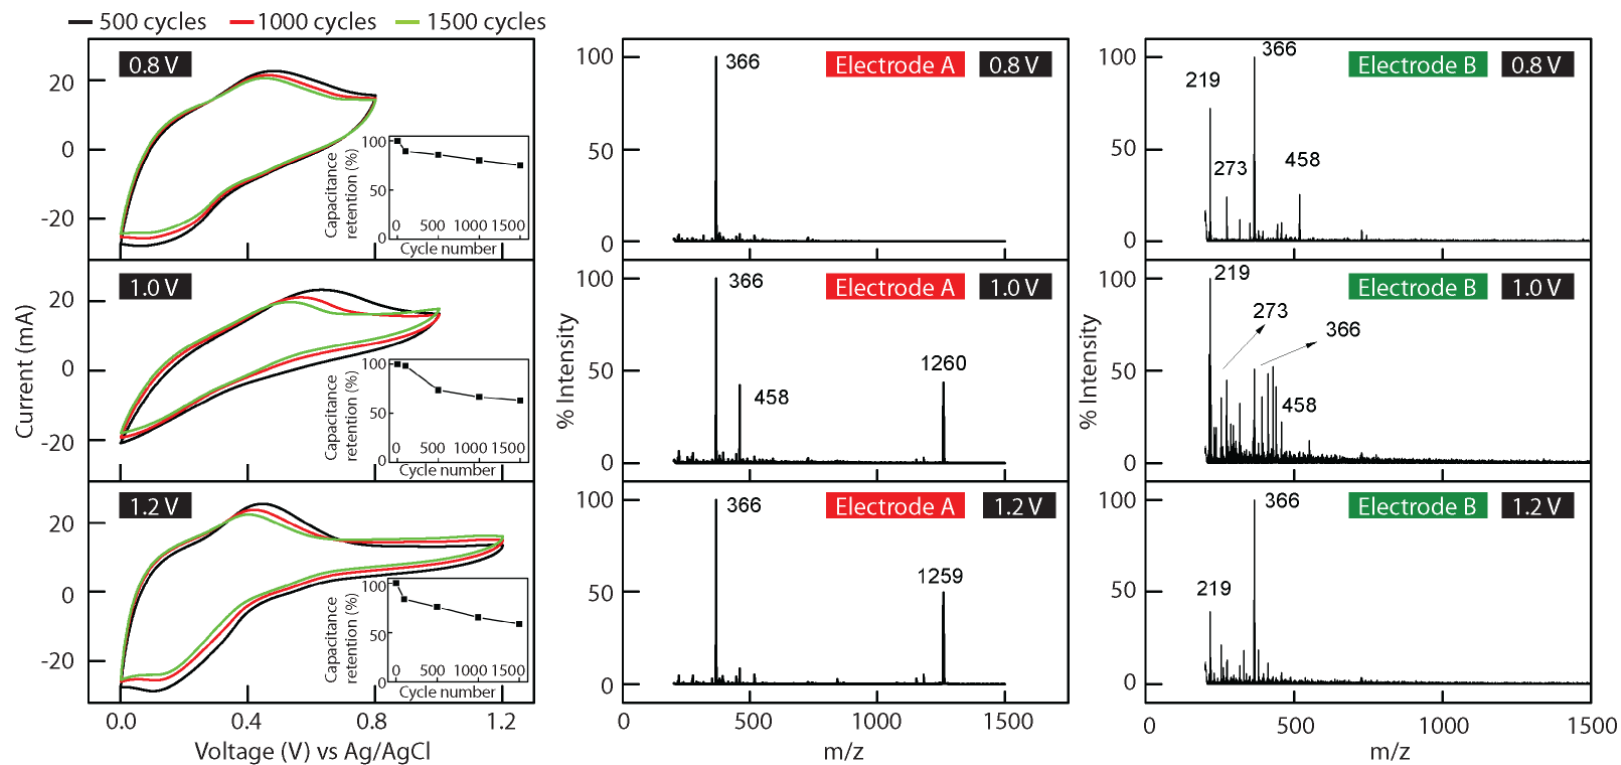 500 cycles 1000 cycles 1500 cycles
Current (mA)
0.8 V
20
0
-20
Capacitance
retention (%)
100
50
0
0 500 1000 1500
Cycle number
1.0 V
20
0
-20
Capacitance
retention (%)
100
50
0
0 500 1000 1500
Cycle number
1.2 V
20
0
-20
Capacitance
retention (%)
100
50
0
0 500 1000 1500
Cycle number
0.0 0.4 0.8 1.2
Voltage (V) vs Ag/AgCl
% Intensity
100
50
0
366
Electrode A 0.8 V
100
50
0
366
458
1260
Electrode A 1.0 V
100
50
0
366
1259
Electrode A 1.2 V
0 500 1000 1500
m/z
% Intensity
100
50
0
219
273
366
458
Electrode B 0.8 V
100
50
0
219
273
366
458
Electrode B 1.0 V
100
50
0
219
366
Electrode B 1.2 V
0 500 1000 1500
m/z